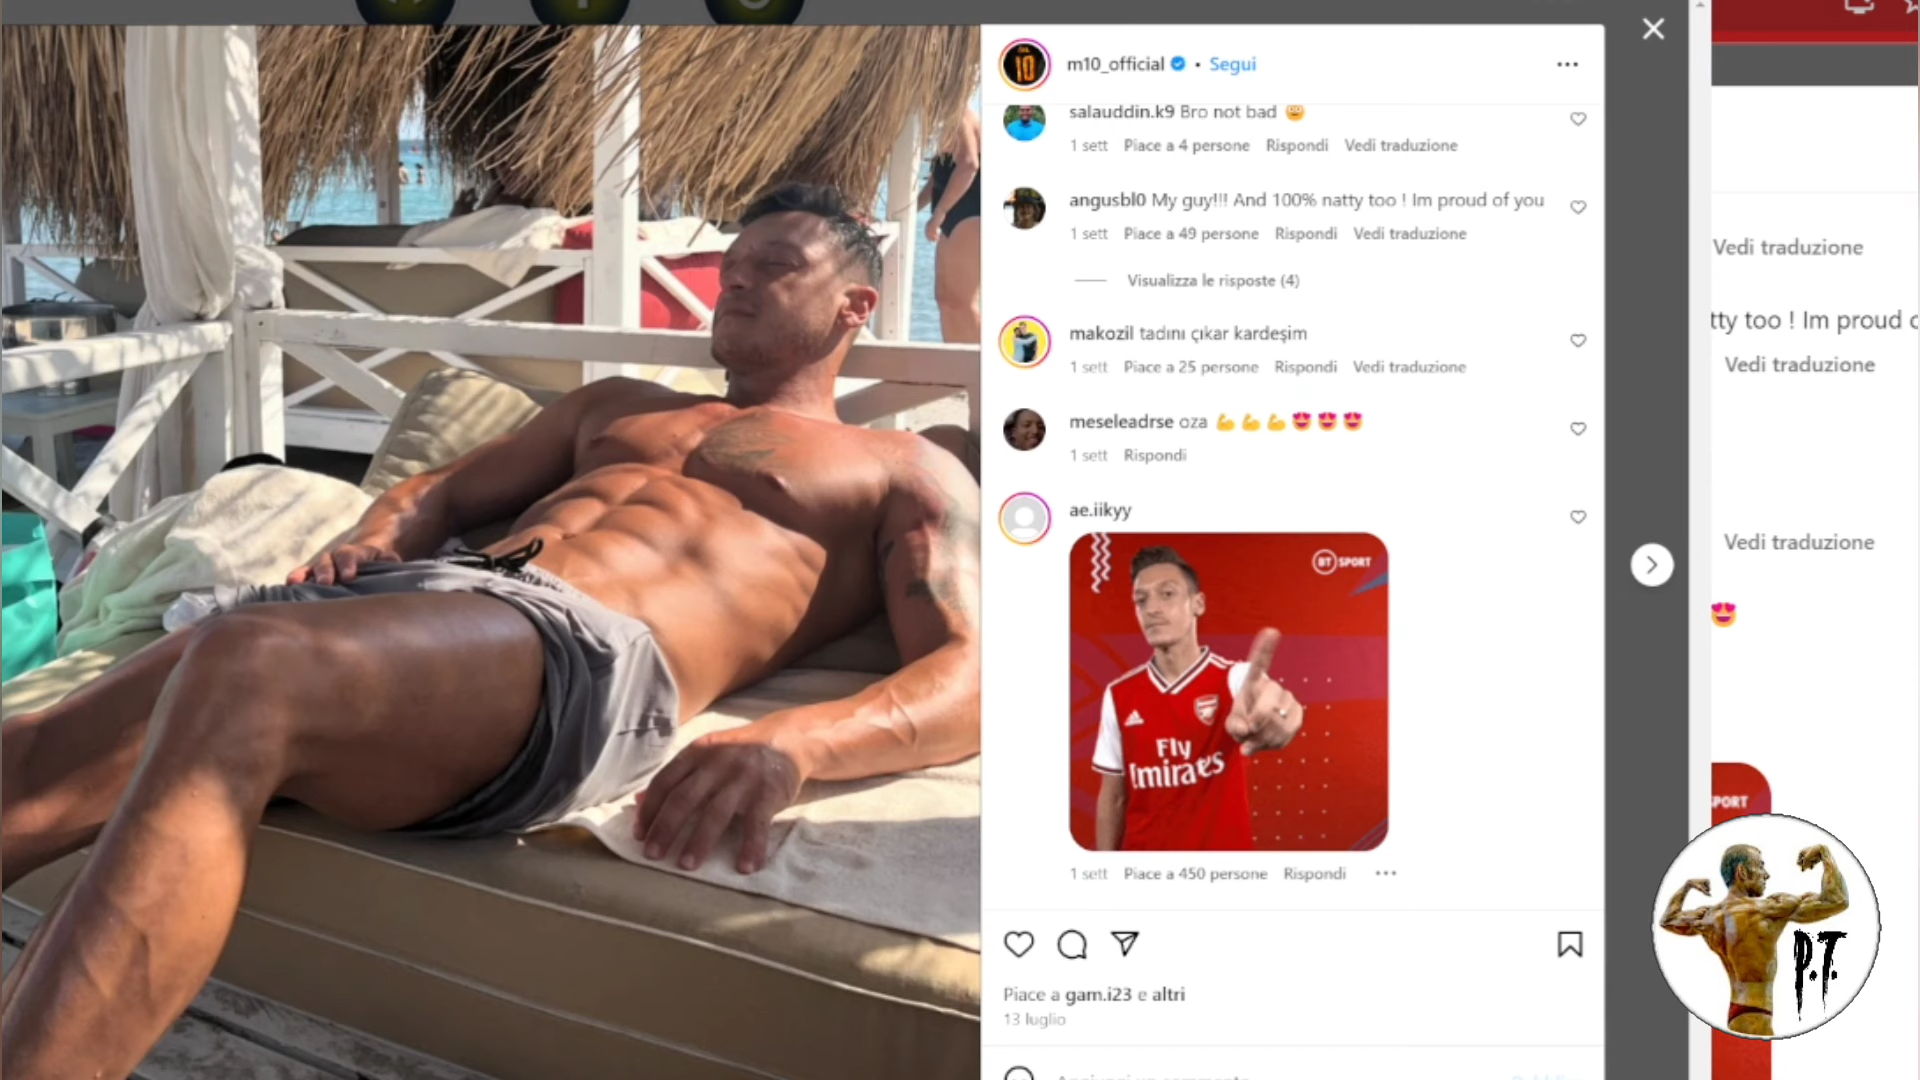 m10_official • Segui
salauddin.k9 Bro not bad
1 sett Piace a 4 persone Rispondi Vedi traduzione
angusbl0 My guy!!! And 100% natty too ! Im proud of you
1 sett Piace a 49 persone Rispondi Vedi traduzione
Visualizza le risposte (4)
makozil tadını çıkar kardeşim
1 sett Piace a 25 persone Rispondi Vedi traduzione
meseleadrse oza 💪💪💪😍😍😍
1 sett Rispondi
ae.iikyy
BT SPORT
Fly
Emirates
1 sett Piace a 450 persone Rispondi
Piace a gam.i23 e altri
13 luglio
Vedi traduzione
tty too ! Im proud
Vedi traduzione
Vedi traduzione
😍
SPORT
P.T.